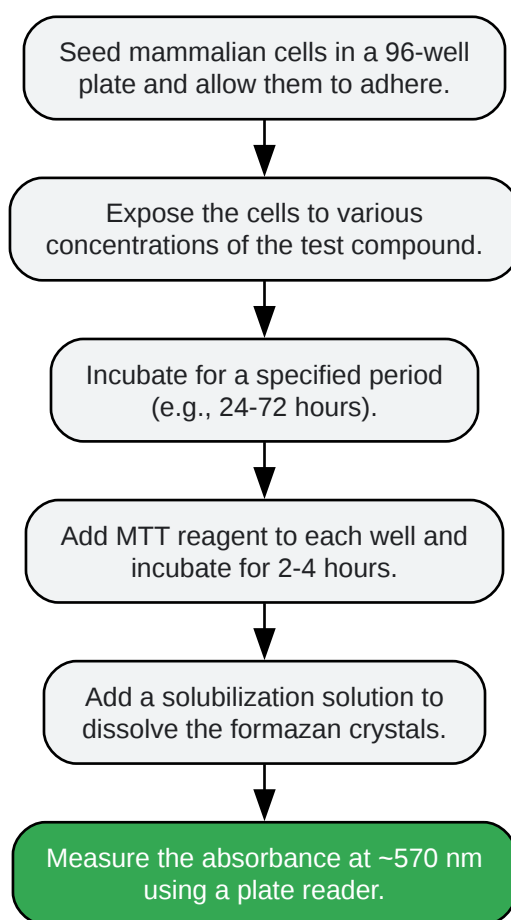 Seed mammalian cells in a 96-well
plate and allow them to adhere.
Expose the cells to various
concentrations of the test compound.
Incubate for a specified period
(e.g., 24-72 hours).
Add MTT reagent to each well and
incubate for 2-4 hours.
Add a solubilization solution to
dissolve the formazan crystals.
Measure the absorbance at ~570 nm
using a plate reader.